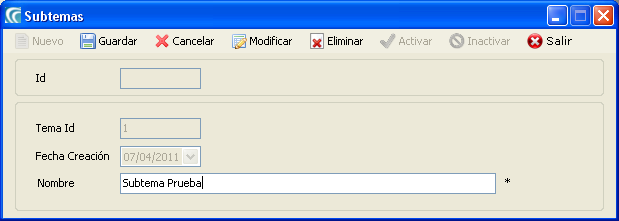 Subtemas
Nuevo Guardar Cancelar Modificar Eliminar Activar Inactivar Salir
Id
Tema Id 1
Fecha Creación 07/04/2011
Nombre Subtema Prueba *